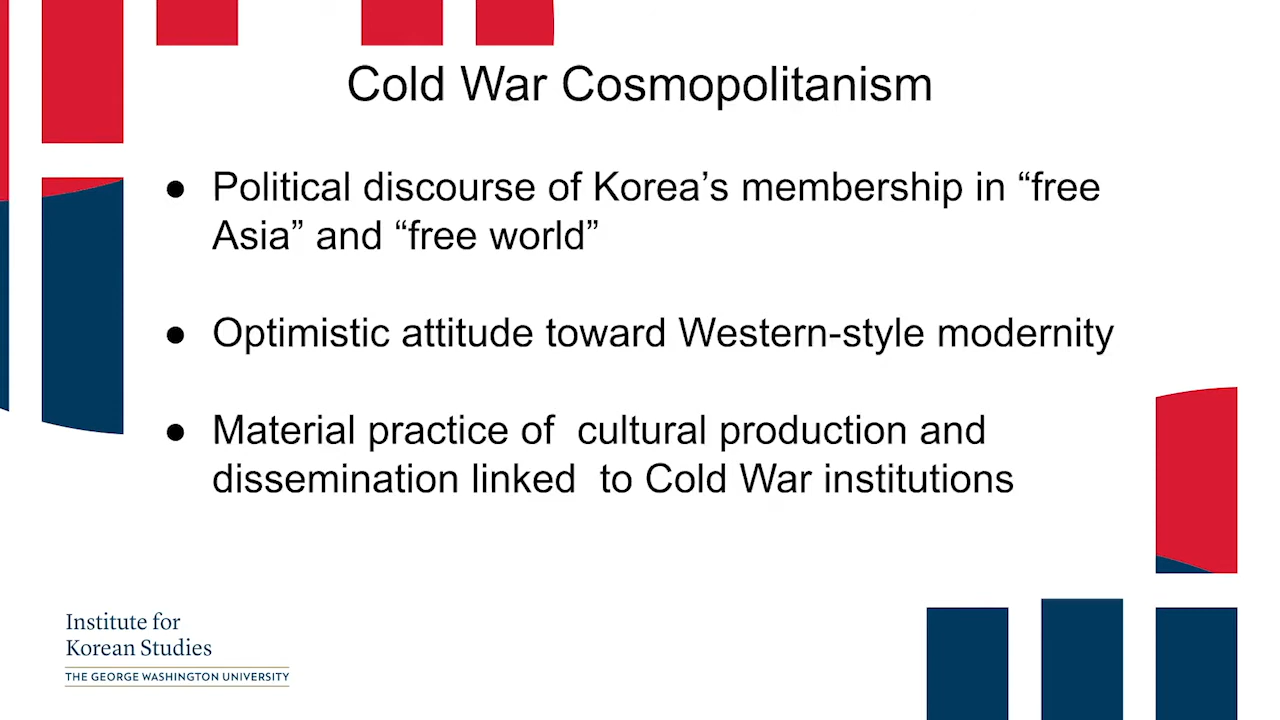 Cold War Cosmopolitanism
● Political discourse of Korea’s membership in “free
Asia” and “free world”
● Optimistic attitude toward Western-style modernity
● Material practice of  cultural production and
dissemination linked  to Cold War institutions
Institute for
Korean Studies
THE GEORGE WASHINGTON UNIVERSITY